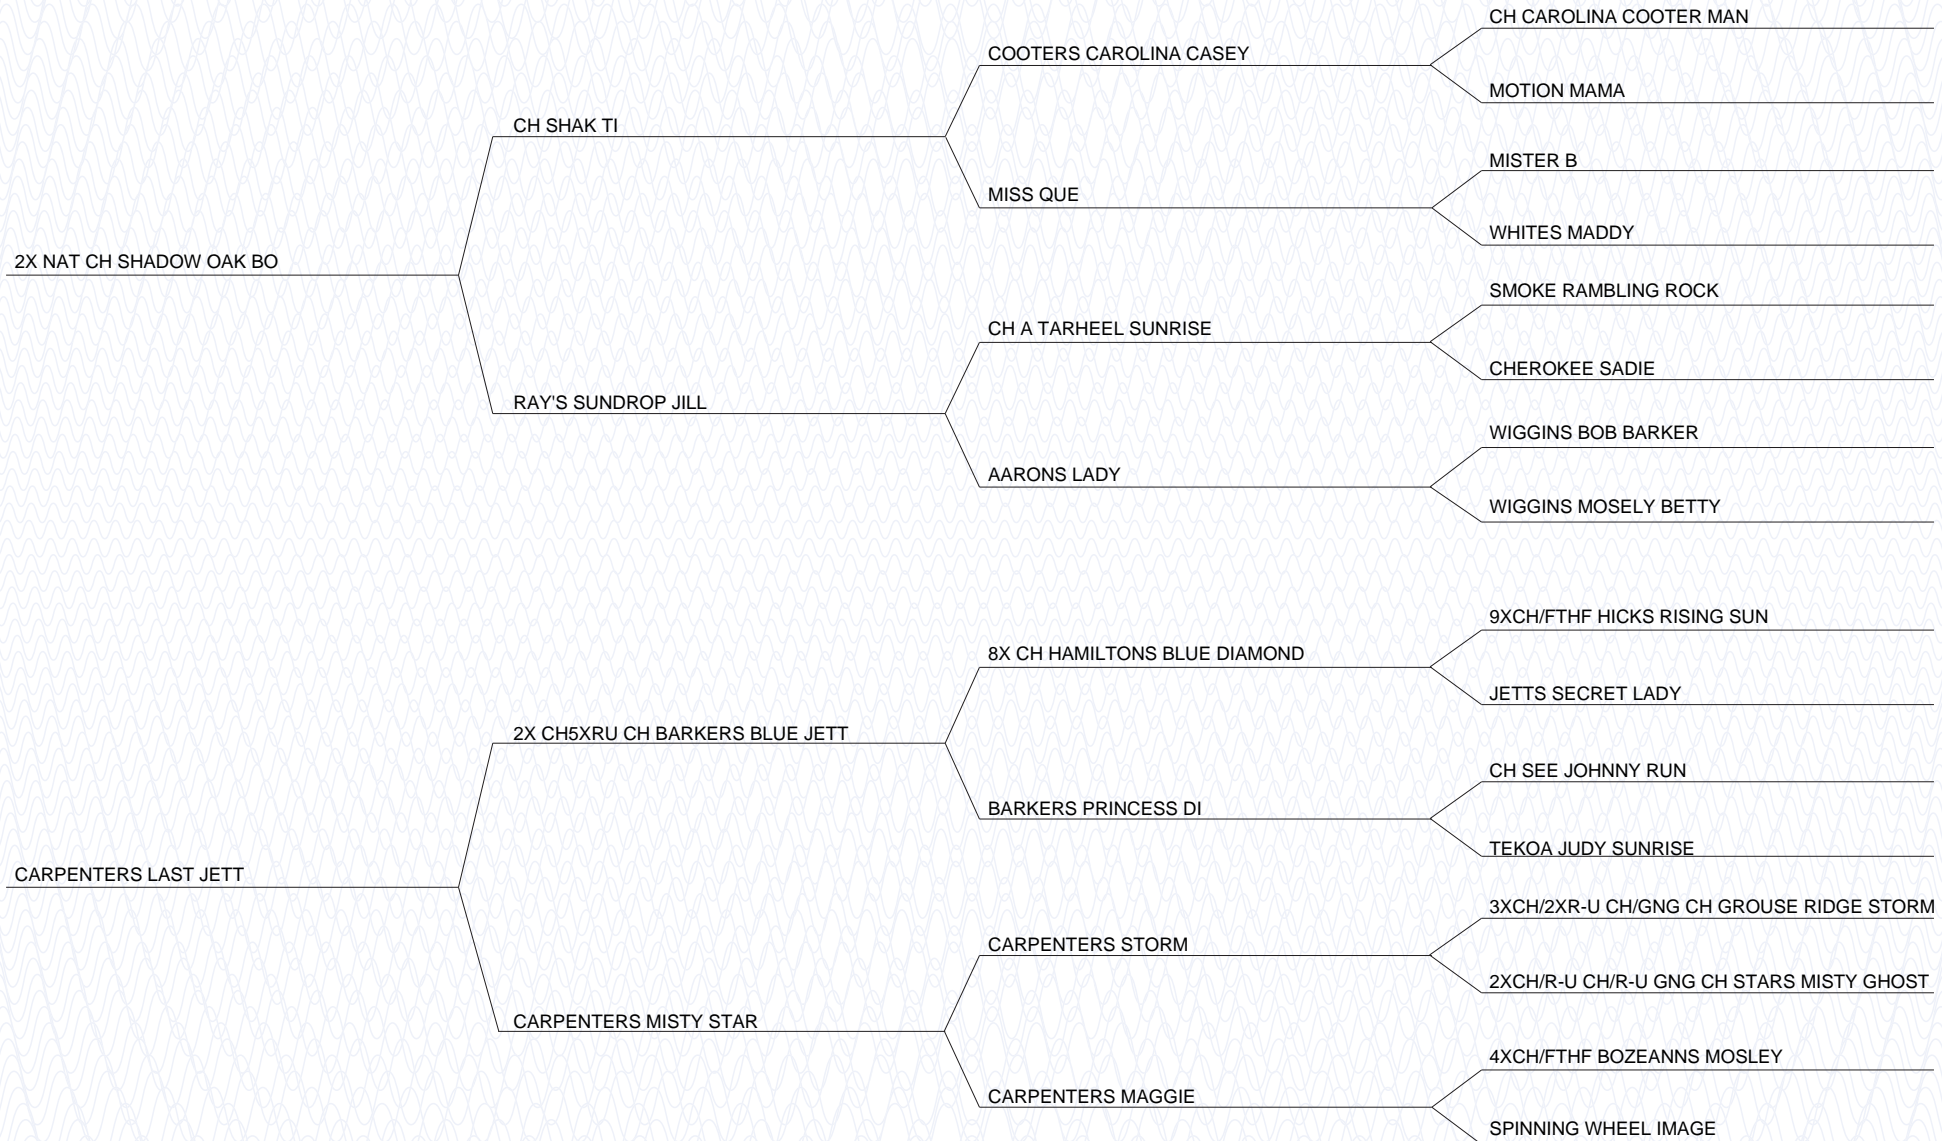 CH CAROLINA COOTER MAN
COOTERS CAROLINA CASEY
MOTION MAMA
CH SHAK TI
MISTER B
MISS QUE
WHITES MADDY
2X NAT CH SHADOW OAK BO
SMOKE RAMBLING ROCK
CH A TARHEEL SUNRISE
CHEROKEE SADIE
RAY'S SUNDROP JILL
WIGGINS BOB BARKER
AARONS LADY
WIGGINS MOSELY BETTY
9XCH/FTHF HICKS RISING SUN
8X CH HAMILTONS BLUE DIAMOND
JETTS SECRET LADY
2X CH5XRU CH BARKERS BLUE JETT
CH SEE JOHNNY RUN
BARKERS PRINCESS DI
TEKOA JUDY SUNRISE
CARPENTERS LAST JETT
3XCH/2XR-U CH/GNG CH GROUSE RIDGE STORM
CARPENTERS STORM
2XCH/R-U CH/R-U GNG CH STARS MISTY GHOST
CARPENTERS MISTY STAR
4XCH/FTHF BOZEANNS MOSLEY
CARPENTERS MAGGIE
SPINNING WHEEL IMAGE